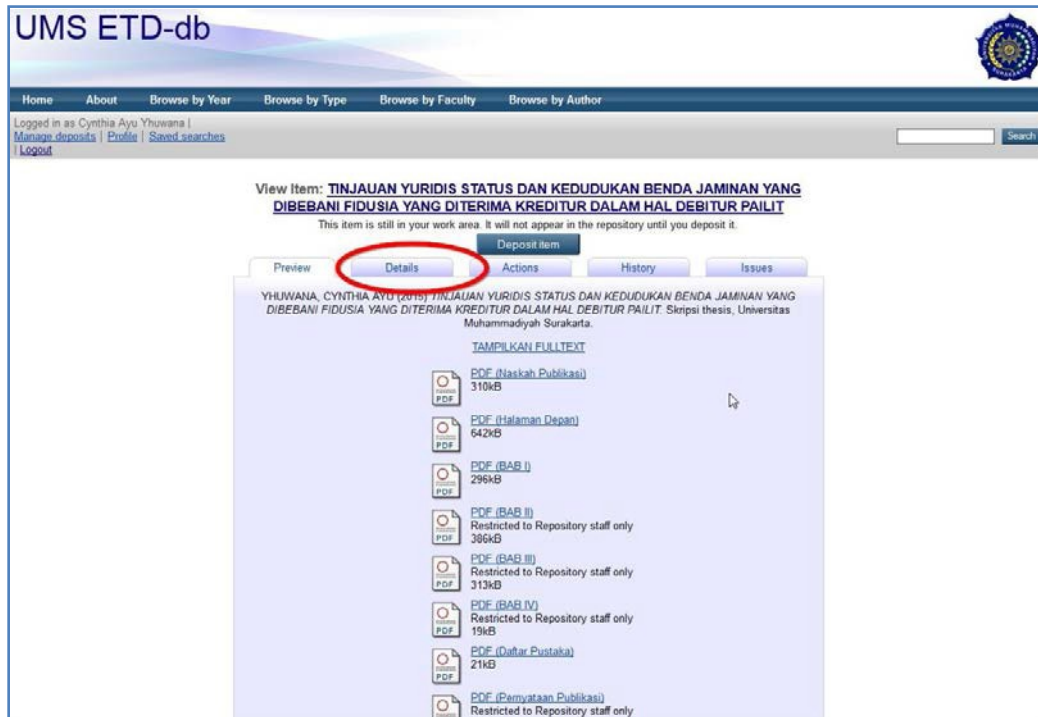 UMS ETD-db
Home About Browse by Year Browse by Type Browse by Faculty Browse by Author
Logged in as Cynthia Ayu Yhuwana |
Manage deposits | Profile | Saved searches
| Logout
Search
View Item: TINJAUAN YURIDIS STATUS DAN KEDUDUKAN BENDA JAMINAN YANG
DIBEBANI FIDUSIA YANG DITERIMA KREDITUR DALAM HAL DEBITUR PAILIT
This item is still in your work area. It will not appear in the repository until you deposit it.
Deposit item
Preview Details Actions History Issues
YHUWANA, CYNTHIA AYU (2015) TINJAUAN YURIDIS STATUS DAN KEDUDUKAN BENDA JAMINAN YANG
DIBEBANI FIDUSIA YANG DITERIMA KREDITUR DALAM HAL DEBITUR PAILIT. Skripsi thesis, Universitas
Muhammadiyah Surakarta.
TAMPILKAN FULLTEXT
PDF (Naskah Publikasi)
310kB
PDF
PDF (Halaman Depan)
642kB
PDF
PDF (BAB I)
296kB
PDF
PDF (BAB II)
Restricted to Repository staff only
386kB
PDF
PDF (BAB III)
Restricted to Repository staff only
313kB
PDF
PDF (BAB IV)
Restricted to Repository staff only
19kB
PDF
PDF (Daftar Pustaka)
21kB
PDF
PDF (Pernyataan Publikasi)
Restricted to Repository staff only